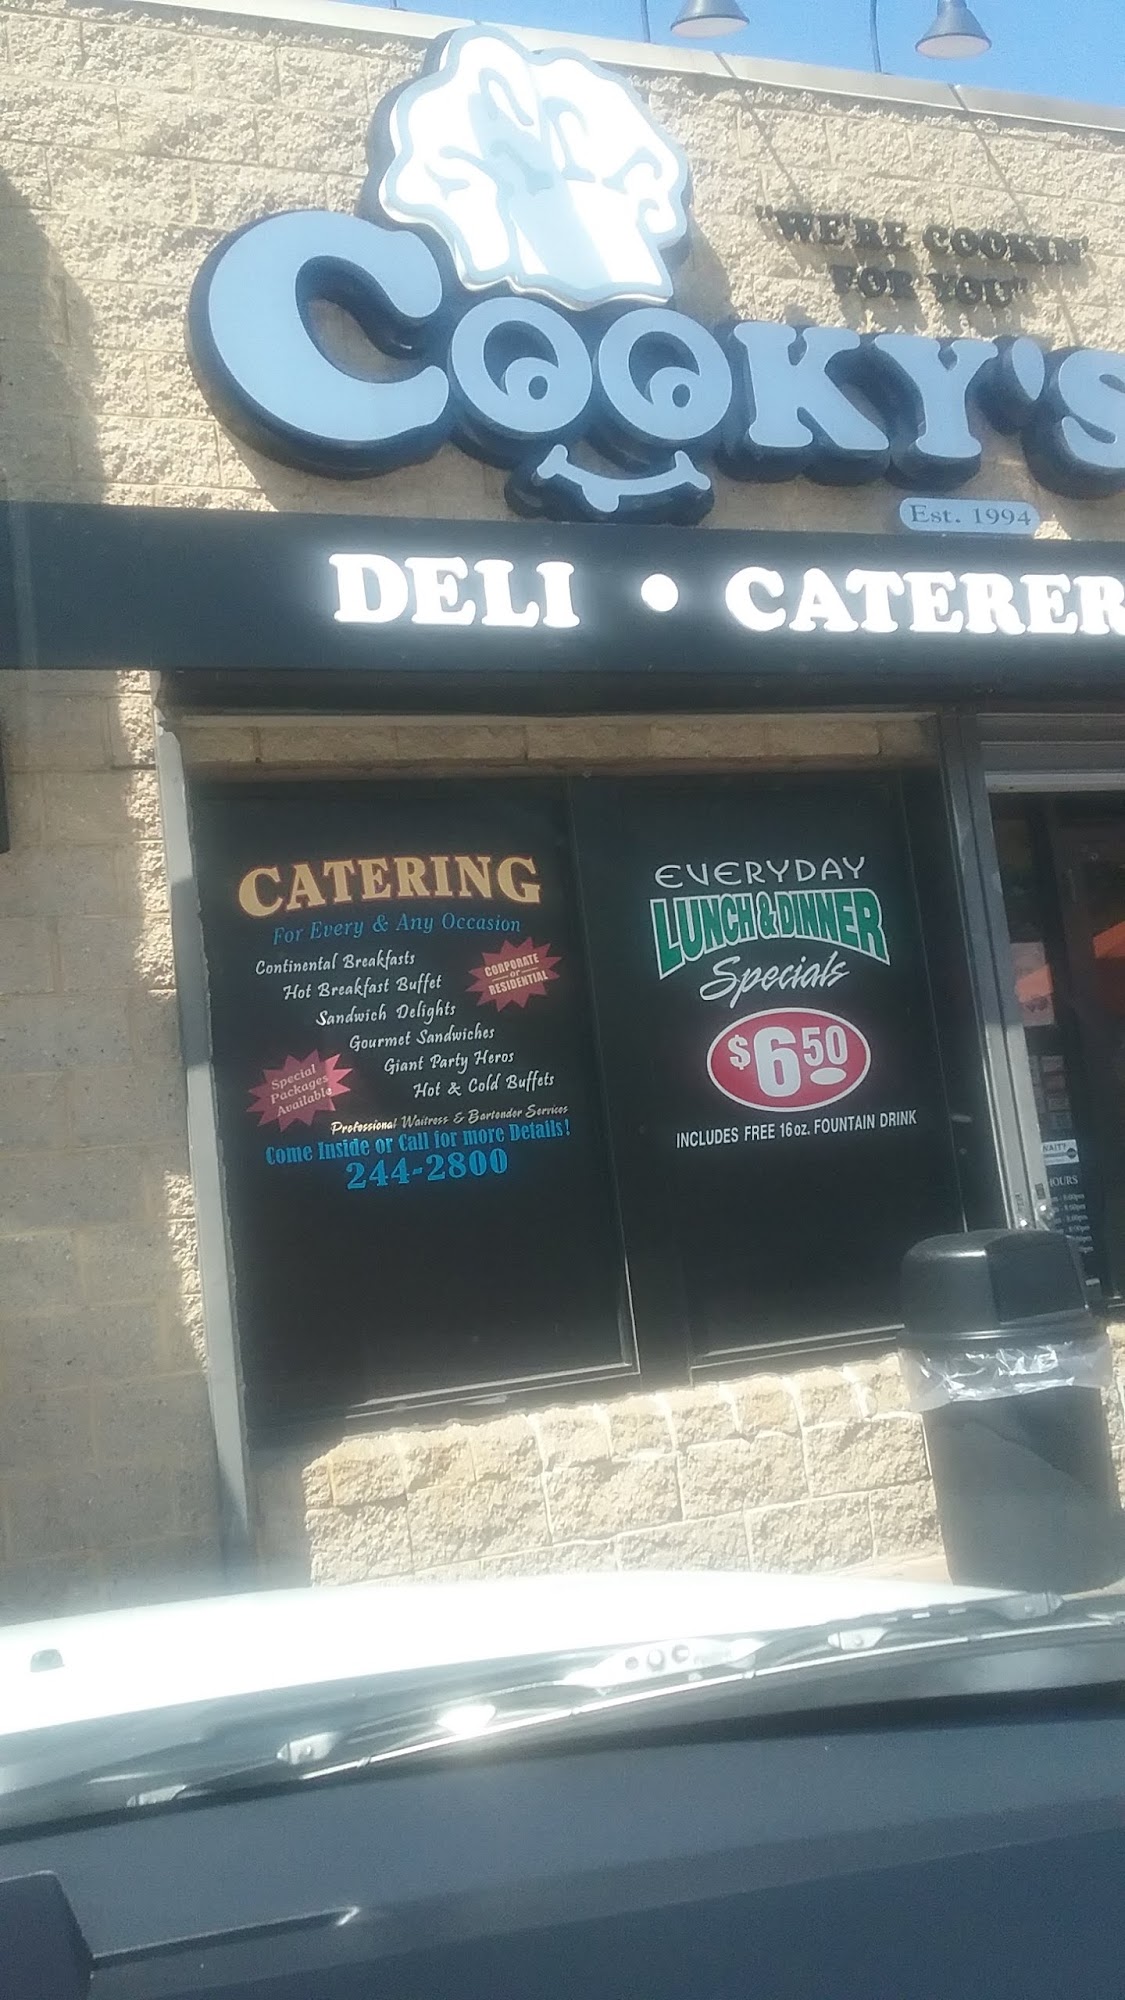 "WE'RE COOKIN'
FOR YOU"
COOKY'S
Est. 1994
DELI • CATERER
CATERING
For Every & Any Occasion
Continental Breakfasts
Hot Breakfast Buffet
Sandwich Delights
Gourmet Sandwiches
Giant Party Heros
Hot & Cold Buffets
CORPORATE
or
RESIDENTIAL
Special
Packages
Available
Professional Waitress & Bartender Services
Come Inside or Call for more Details!
244-2800
EVERYDAY
LUNCH & DINNER
Specials
$6.50
INCLUDES FREE 16 oz. FOUNTAIN DRINK
HOURS